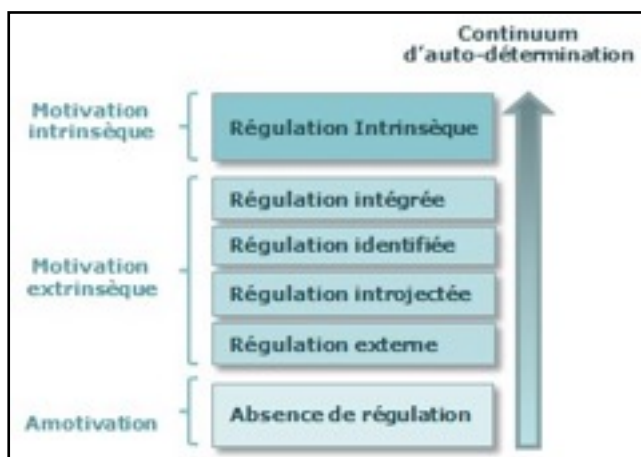 Continuum
d'auto-détermination
Motivation
intrinsèque
Régulation Intrinsèque
Motivation
extrinsèque
Régulation intégrée
Régulation identifiée
Régulation introjectée
Régulation externe
Amotivation
Absence de régulation